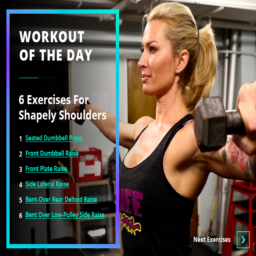 WORKOUT
OF THE DAY
6 Exercises For
Shapely Shoulders
1 Seated Dumbbell Press
2 Front Dumbbell Raise
3 Front Plate Raise
4 Side Lateral Raise
5 Bent-Over Rear Deltoid Raise
6 Bent Over Low-Pulley Side Raise
Next Exercises